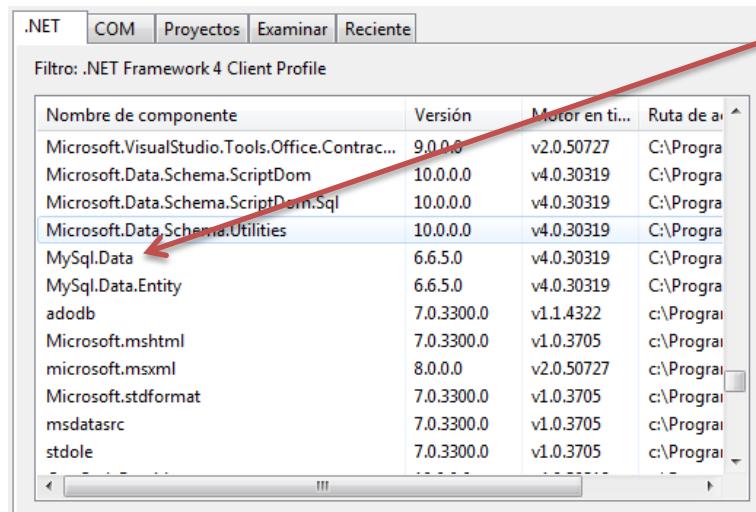 .NET COM Proyectos Examinar Reciente
Filtro: .NET Framework 4 Client Profile
Nombre de componente Versión Motor en ti... Ruta de a
Microsoft.VisualStudio.Tools.Office.Contrac... 9.0.0.0 v2.0.50727 C:\Progra
Microsoft.Data.Schema.ScriptDom 10.0.0.0 v4.0.30319 C:\Progra
Microsoft.Data.Schema.ScriptDom.Sql 10.0.0.0 v4.0.30319 C:\Progra
Microsoft.Data.Schema.Utilities 10.0.0.0 v4.0.30319 C:\Progra
MySql.Data 6.6.5.0 v4.0.30319 C:\Progra
MySql.Data.Entity 6.6.5.0 v4.0.30319 C:\Progra
adodb 7.0.3300.0 v1.1.4322 c:\Progra
Microsoft.mshtml 7.0.3300.0 v1.0.3705 c:\Progra
microsoft.msxml 8.0.0.0 v2.0.50727 c:\Progra
Microsoft.stdformat 7.0.3300.0 v1.0.3705 c:\Progra
msdatasrc 7.0.3300.0 v1.0.3705 c:\Progra
stdole 7.0.3300.0 v1.0.3705 c:\Progra